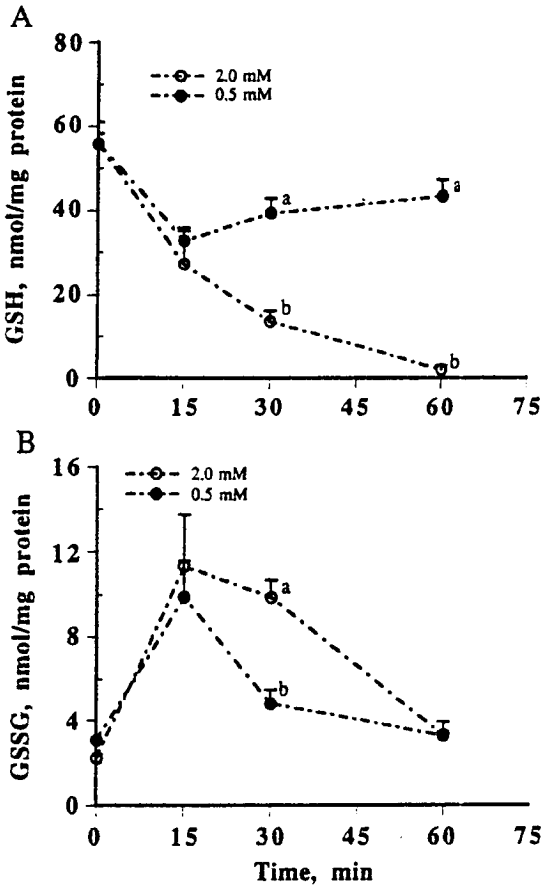 A
80
2.0 mM
0.5 mM
60
GSH, nmol/mg protein
a
a
40
20
b
b
0
0 15 30 45 60 75
B
16
2.0 mM
0.5 mM
12
a
GSSG, nmol/mg protein
8
b
4
0
0 15 30 45 60 75
Time, min